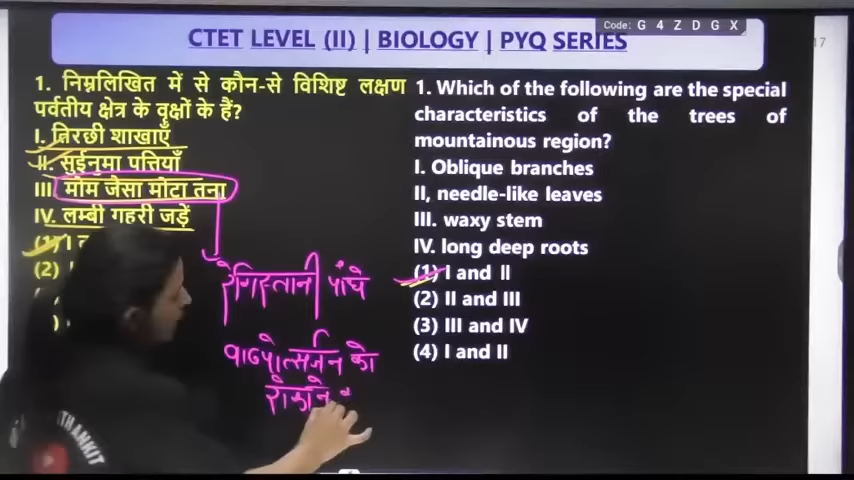 Code: G 4 Z D G X
CTET LEVEL (II) | BIOLOGY | PYQ SERIES
17
1. निम्नलिखित में से कौन-से विशिष्ट लक्षण
पर्वतीय क्षेत्र के वृक्षों के हैं?
I. तिरछी शाखाएँ
II. सुईनुमा पत्तियाँ
III मोम जैसा मोटा तना
IV. लम्बी गहरी जड़ें
(1) I
(2)
रेगिस्तानी पौधे
वाष्पोत्सर्जन को
रोकने
1. Which of the following are the special
characteristics of the trees of
mountainous region?
I. Oblique branches
II, needle-like leaves
III. waxy stem
IV. long deep roots
(1) I and II
(2) II and III
(3) III and IV
(4) I and II